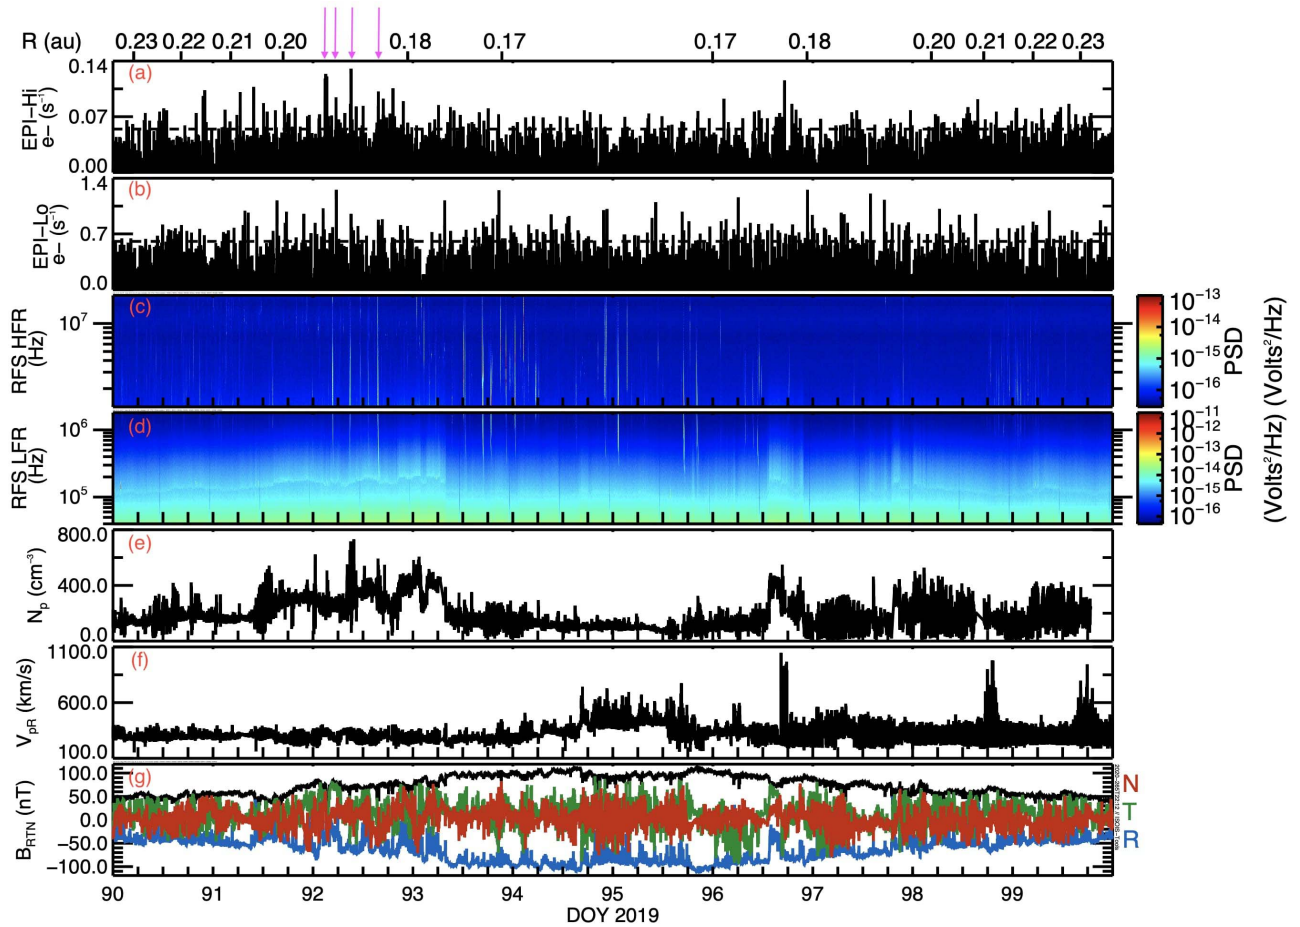 R (au) 0.23 0.22 0.21 0.20 0.18 0.17 0.17 0.18 0.20 0.21 0.22 0.23
(a)
EPI-Hi
e- (s⁻¹)
0.14
0.07
0.00
(b)
EPI-Lo
e- (s⁻¹)
1.4
0.7
0.0
(c)
RFS HFR
(Hz)
10⁷
10⁻¹³
10⁻¹⁴
10⁻¹⁵
10⁻¹⁶
PSD
(Volts²/Hz)
(d)
RFS LFR
(Hz)
10⁶
10⁵
10⁻¹¹
10⁻¹²
10⁻¹³
10⁻¹⁴
10⁻¹⁵
10⁻¹⁶
PSD
(Volts²/Hz)
(e)
Nₚ (cm⁻³)
800.0
400.0
0.0
(f)
VₚR (km/s)
1100.0
600.0
100.0
(g)
B_RTN (nT)
100.0
50.0
0.0
−50.0
−100.0
N
T
R
90 91 92 93 94 95 96 97 98 99
DOY 2019